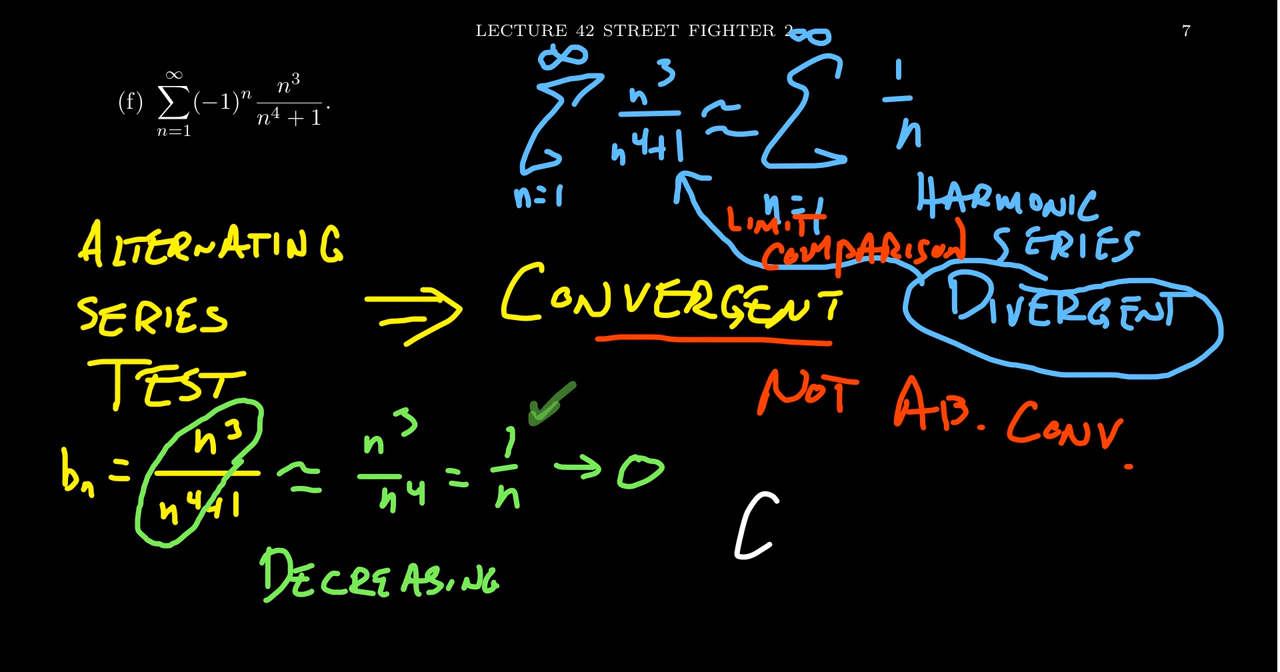 LECTURE 42 STREET FIGHTER 2
7
(f) ∑_{n=1}^{∞} (−1)^n n^3/(n^4 + 1).
∑_{n=1}^{∞} n^3/(n^4+1) ≈ ∑_{n=1}^{∞} 1/n
HARMONIC
SERIES
LIMIT
COMPARISON
DIVERGENT
ALTERNATING
SERIES
TEST
⇒ CONVERGENT
NOT AB. CONV.
b_n = n^3/(n^4+1) ≈ n^3/n^4 = 1/n → 0
DECREASING
C